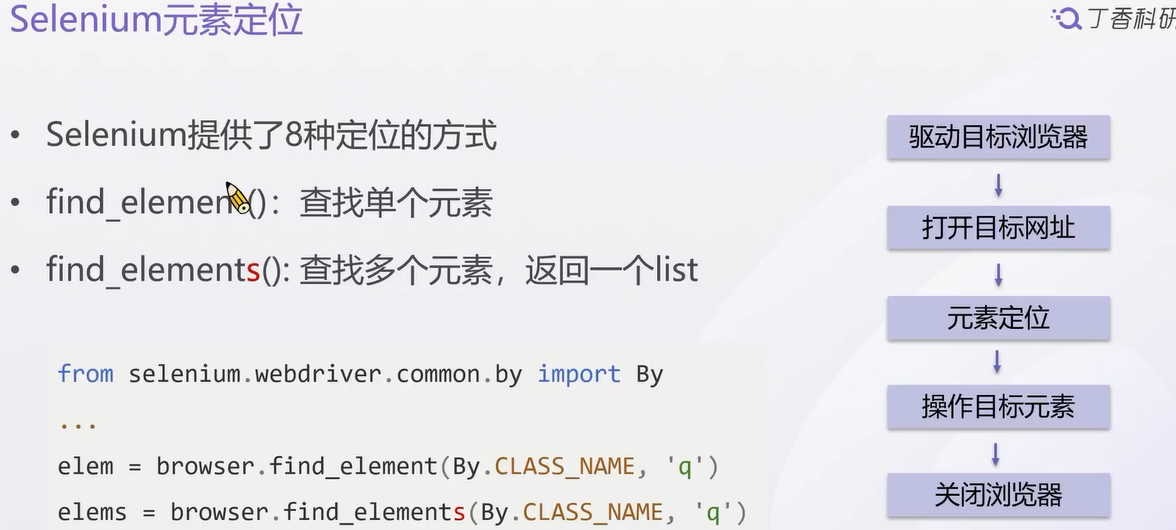 Selenium元素定位
丁香科研
• Selenium提供了8种定位的方式
• find_element()：查找单个元素
• find_elements(): 查找多个元素，返回一个list
from selenium.webdriver.common.by import By
...
elem = browser.find_element(By.CLASS_NAME, 'q')
elems = browser.find_elements(By.CLASS_NAME, 'q')
驱动目标浏览器
打开目标网址
元素定位
操作目标元素
关闭浏览器